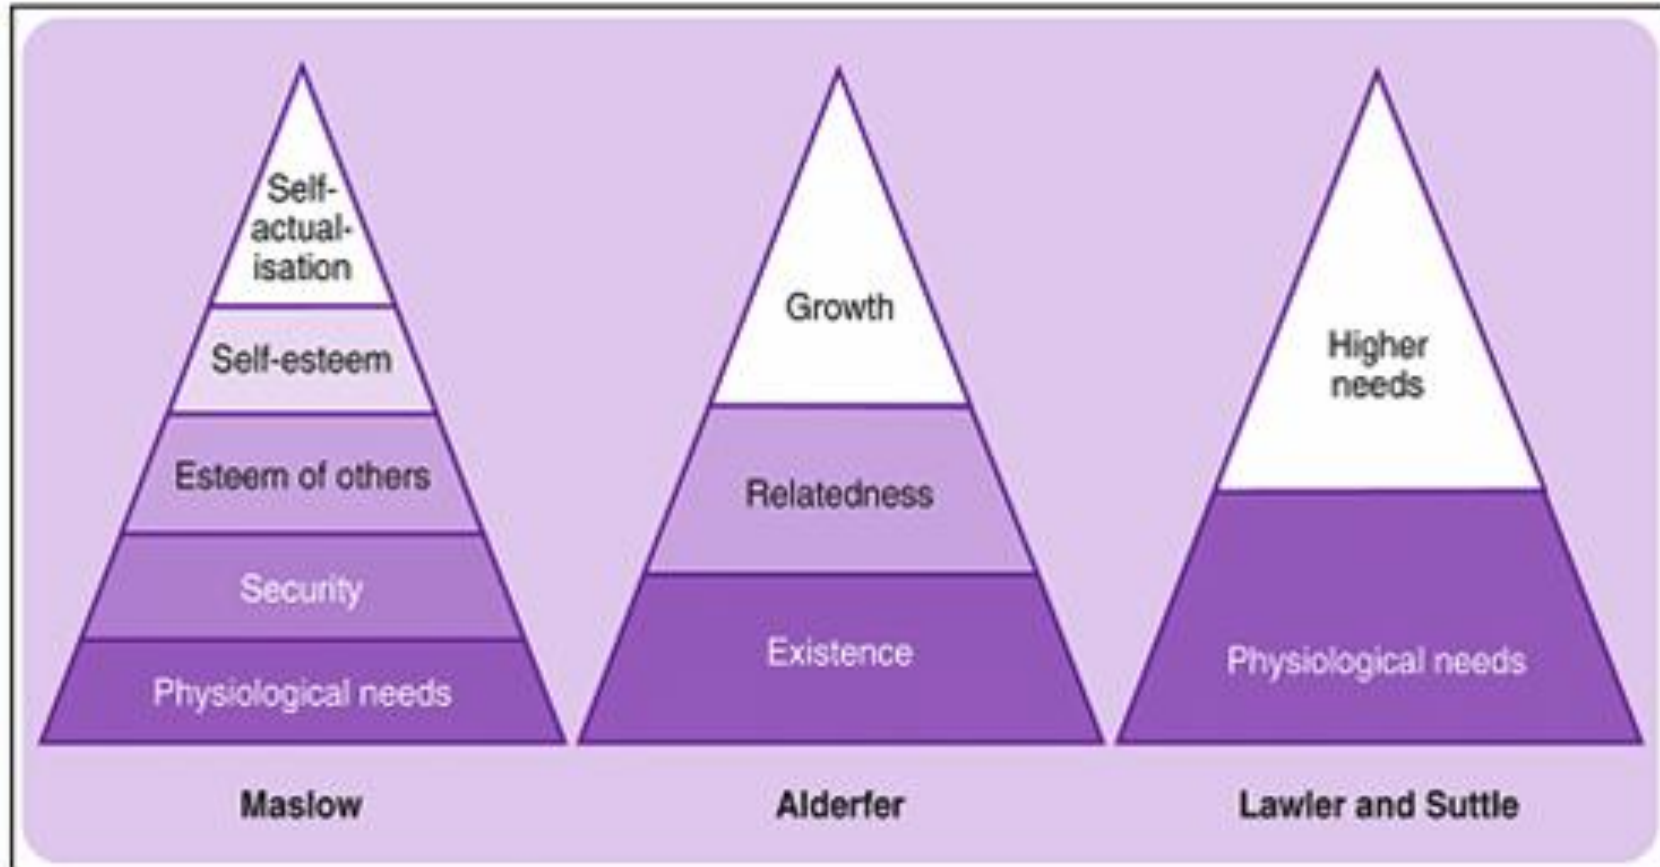 Self-
actual-
isation
Self-esteem
Esteem of others
Security
Physiological needs
Maslow
Growth
Relatedness
Existence
Alderfer
Higher
needs
Physiological needs
Lawler and Suttle